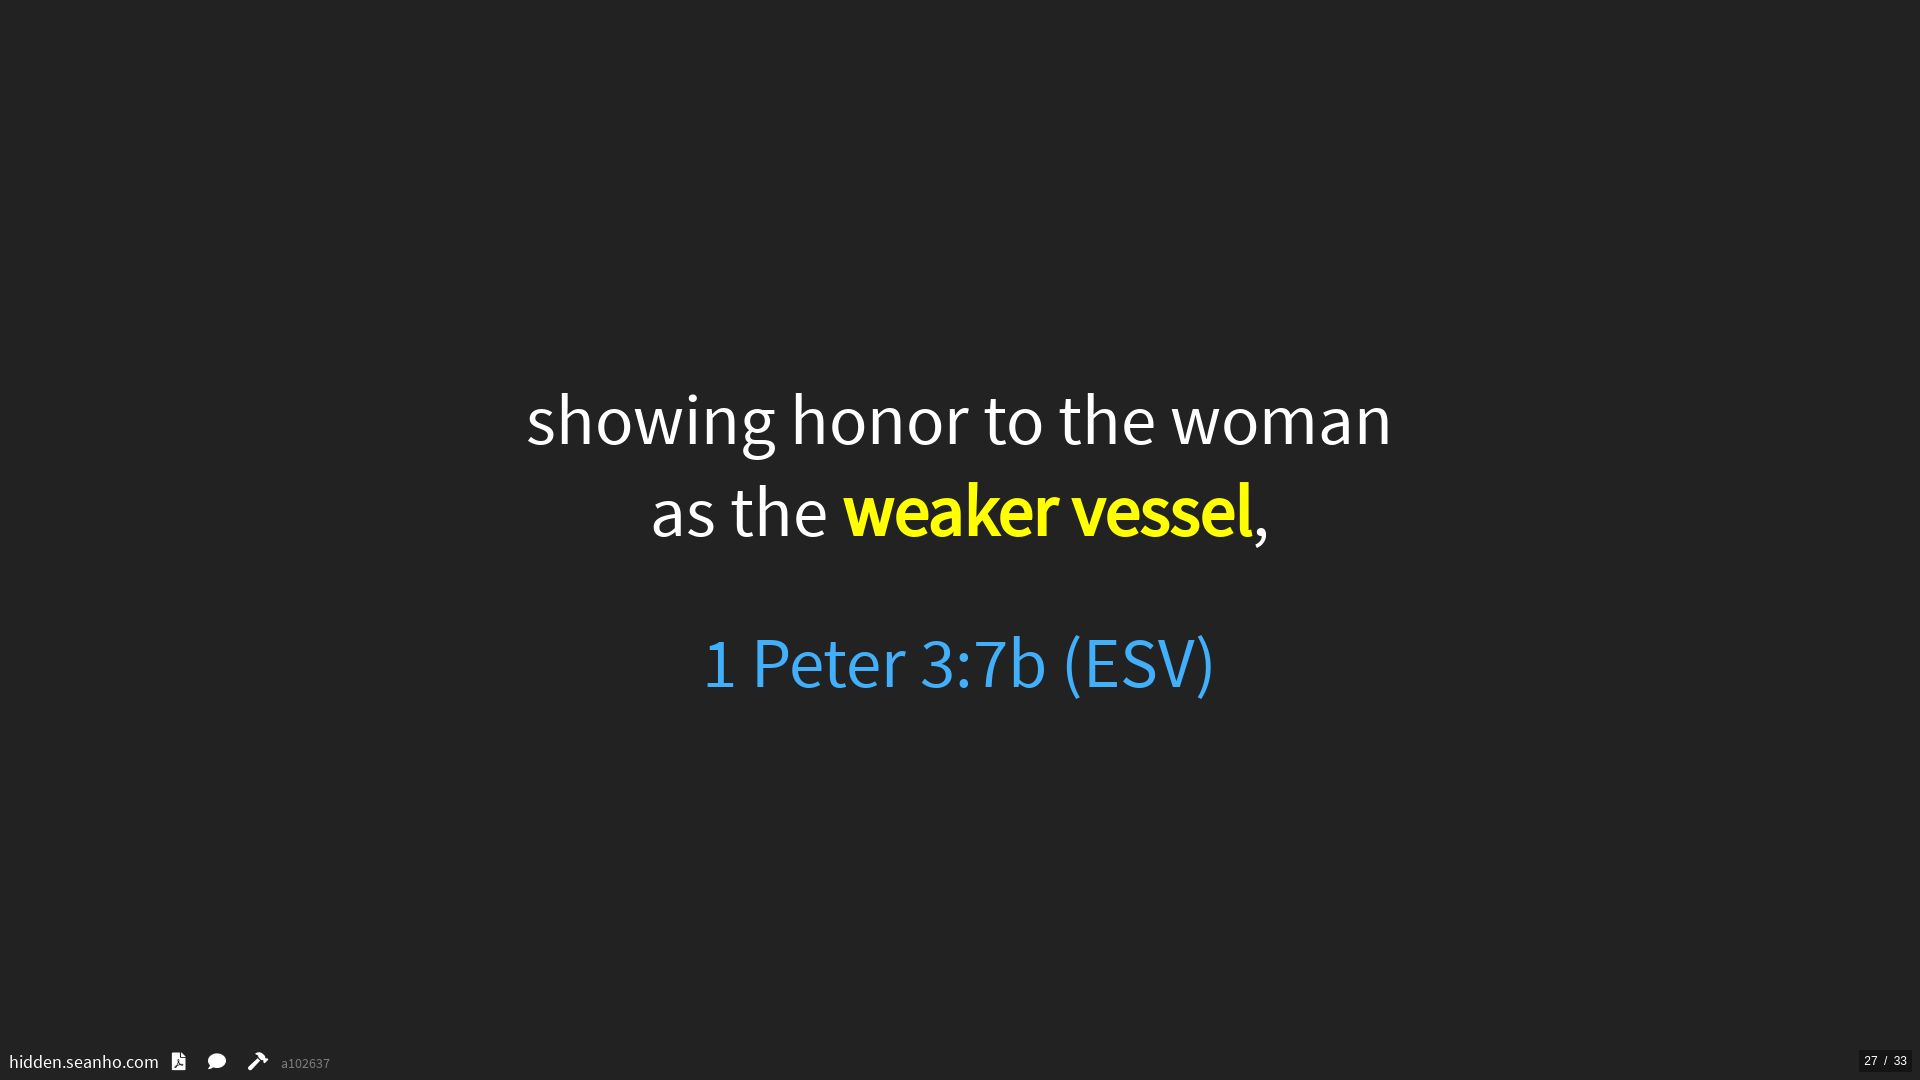 showing honor to the woman
as the weaker vessel,
1 Peter 3:7b (ESV)
hidden.seanho.com a102637
27 / 33